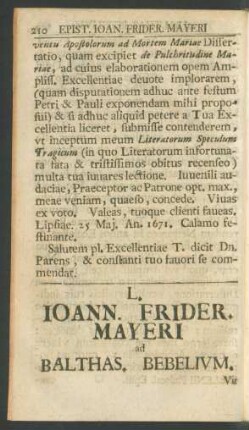 210 EPIST. IOAN. FRIDER. MAYERI
ventu Apostolorum ad Mortem Mariae Disser-
tatio, quam excipiet de Pulchritudine Ma-
riae, ad cuius elaborationem opem Am-
pliss. Excellentiae deuote implorarem,
(quam disputationem adhuc ante festum
Petri & Pauli exponendam mihi propo-
sui) & si adhuc aliquid petere a Tua Ex-
cellentia liceret, submisse contenderem,
vt inceptum meum Literatorum Speculum
Tragicum (in quo Literatorum infortuna-
ta fata & tristissimos obitus recenseo)
multa tua iuuares lectione. Iuuenili au-
daciae, Praeceptor ac Patrone opt. max.,
meae veniam, quaeso, concede. Viuas
ex voto. Valeas, tuoque clienti faueas.
Lipsiae. 25 Maj. An. 1671. Calamo fe-
stinante.
Salutem pl. Excellentiae T. dicit Dn.
Parens, & constanti tuo fauori se com-
mendat.
L.
IOANN. FRIDER.
MAYERI
ad
BALTHAS. BEBELIVM.
Vir